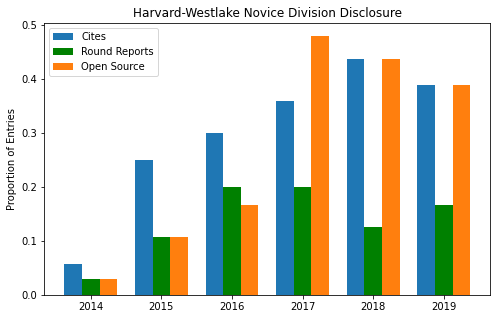 Harvard-Westlake Novice Division Disclosure
Cites
Round Reports
Open Source
Proportion of Entries
0.5
0.4
0.3
0.2
0.1
0.0
2014 2015 2016 2017 2018 2019